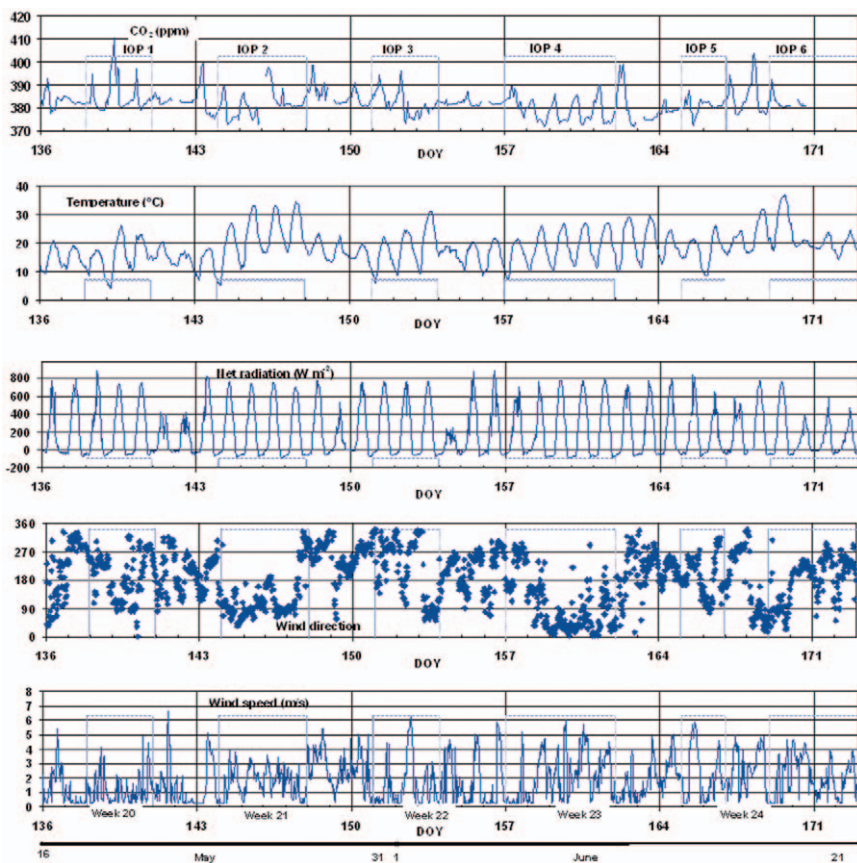 CO2 (ppm)
IOP 1 IOP 2 IOP 3 IOP 4 IOP 5 IOP 6
420
410
400
390
380
370
136 143 150 157 164 171
DOY
Temperature (°C)
40
30
20
10
0
136 143 150 157 164 171
DOY
Net radiation (W m-2)
800
600
400
200
0
-200
136 143 150 157 164 171
DOY
360
270
180
90
0
Wind direction
136 143 150 157 164 171
DOY
Wind speed (m/s)
8
7
6
5
4
3
2
1
0
Week 20 Week 21 Week 22 Week 23 Week 24
136 143 150 157 164 171
DOY
16 May 31 1 June 21